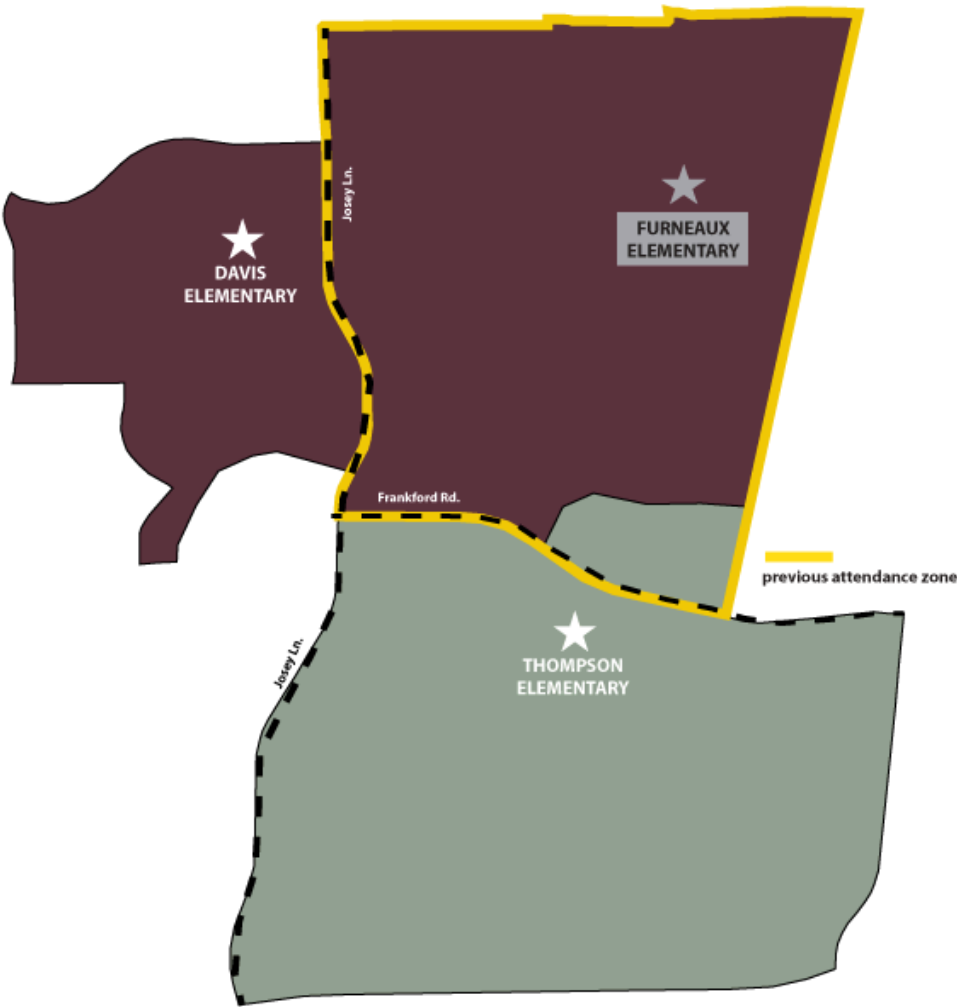 Josey Ln.
FURNEAUX
ELEMENTARY
DAVIS
ELEMENTARY
Frankford Rd.
previous attendance zone
Josey Ln.
THOMPSON
ELEMENTARY